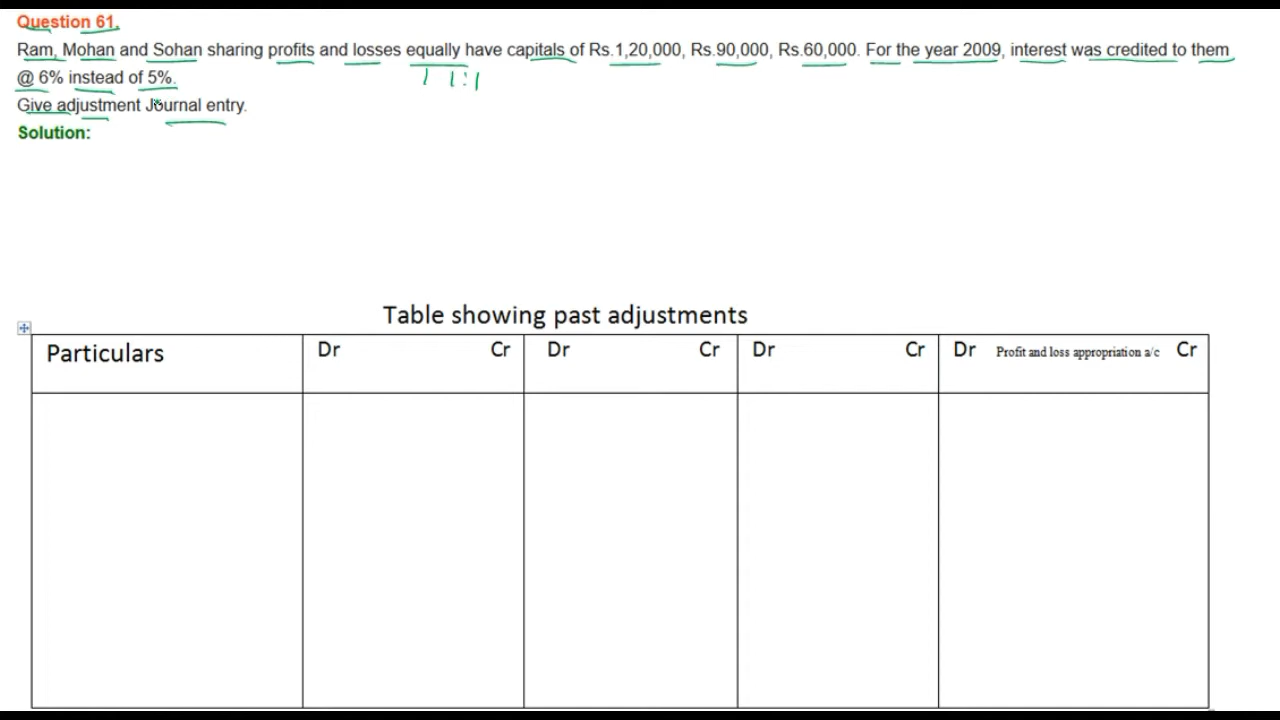 Question 61.
Ram, Mohan and Sohan sharing profits and losses equally have capitals of Rs.1,20,000, Rs.90,000, Rs.60,000. For the year 2009, interest was credited to them
@ 6% instead of 5%.
1 1:1
Give adjustment Journal entry.
Solution:
Table showing past adjustments
Particulars Dr Cr Dr Cr Dr Cr Dr Profit and loss appropriation a/c Cr